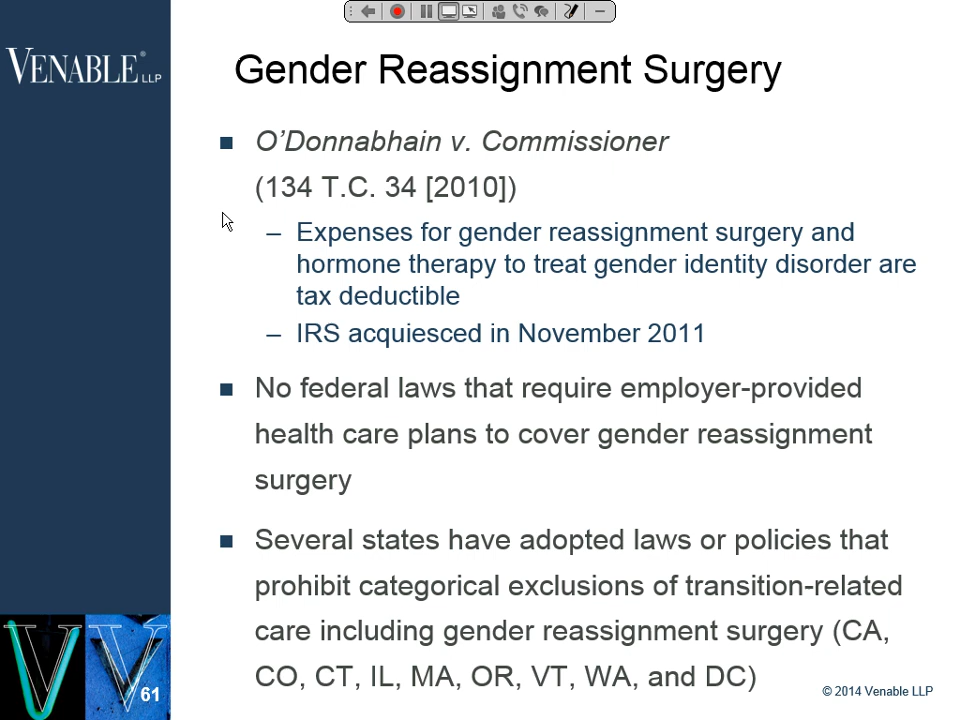 VENABLE® LLP
Gender Reassignment Surgery
O’Donnabhain v. Commissioner
(134 T.C. 34 [2010])
– Expenses for gender reassignment surgery and
hormone therapy to treat gender identity disorder are
tax deductible
– IRS acquiesced in November 2011
No federal laws that require employer-provided
health care plans to cover gender reassignment
surgery
Several states have adopted laws or policies that
prohibit categorical exclusions of transition-related
care including gender reassignment surgery (CA,
CO, CT, IL, MA, OR, VT, WA, and DC)
61
© 2014 Venable LLP